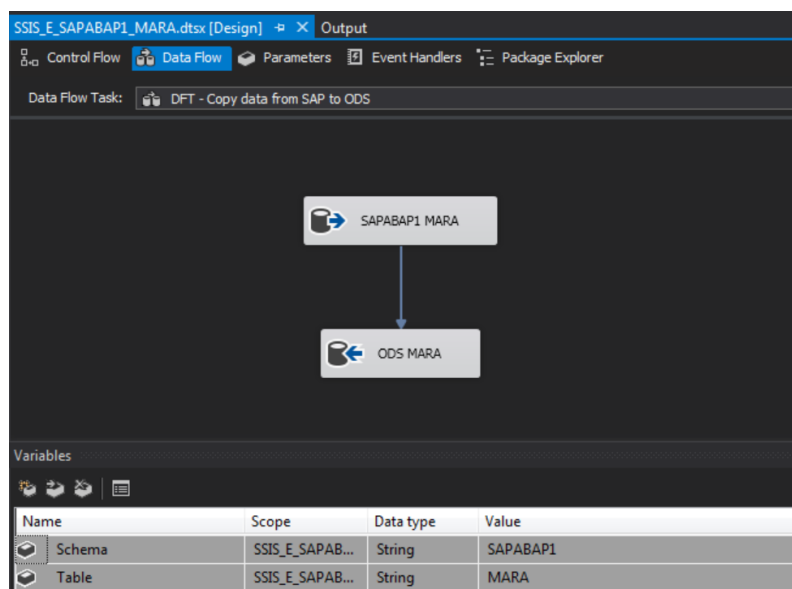 SSIS_E_SAPABAP1_MARA.dtsx [Design] Output
Control Flow Data Flow Parameters Event Handlers Package Explorer
Data Flow Task: DFT - Copy data from SAP to ODS
SAPABAP1 MARA
ODS MARA
Variables
Name Scope Data type Value
Schema SSIS_E_SAPAB... String SAPABAP1
Table SSIS_E_SAPAB... String MARA